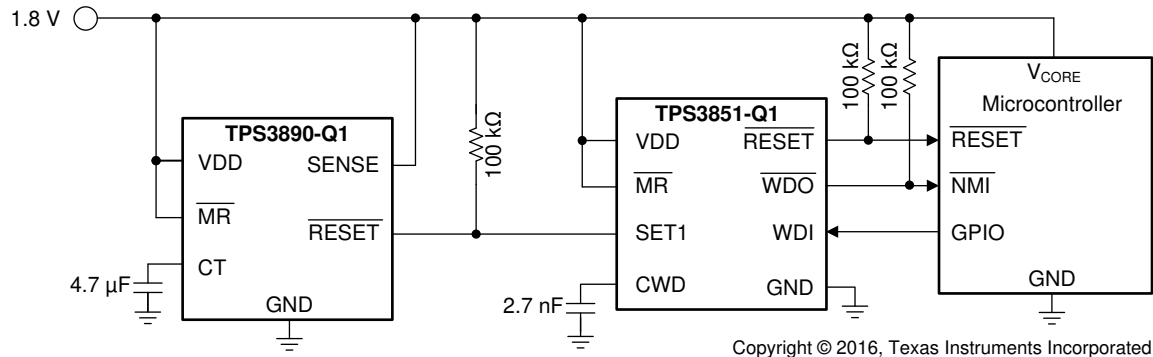 1.8 V
100 kΩ
100 kΩ
100 kΩ
TPS3890-Q1
VDD
SENSE
MR
RESET
CT
GND
4.7 µF
TPS3851-Q1
VDD
RESET
MR
WDO
SET1
WDI
CWD
GND
2.7 nF
VCORE
Microcontroller
RESET
NMI
GPIO
GND
Copyright © 2016, Texas Instruments Incorporated